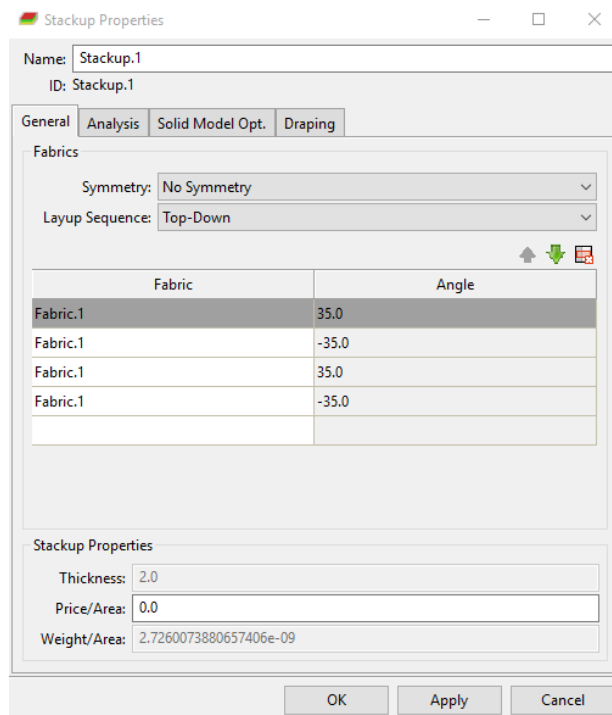 Stackup Properties
Name: Stackup.1
ID: Stackup.1
General Analysis Solid Model Opt. Draping
Fabrics
Symmetry: No Symmetry
Layup Sequence: Top-Down
Fabric Angle
Fabric.1 35.0
Fabric.1 -35.0
Fabric.1 35.0
Fabric.1 -35.0
Stackup Properties
Thickness: 2.0
Price/Area: 0.0
Weight/Area: 2.7260073880657406e-09
OK Apply Cancel